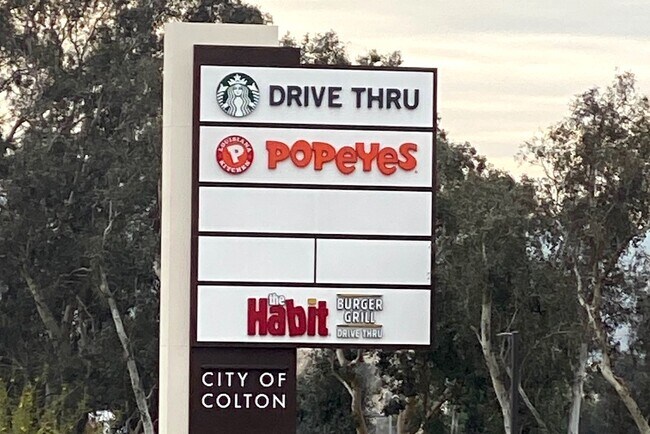 DRIVE THRU
LOUISIANA KITCHEN
P
POPEYES
the
Habit
BURGER
GRILL
DRIVE THRU
CITY OF
COLTON